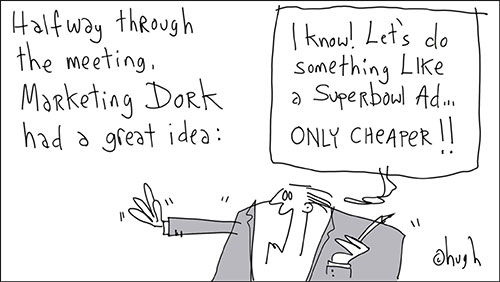 Halfway through
the meeting,
Marketing Dork
had a great idea:
I know! Let's do
something LIKE
a Superbowl Ad...
ONLY CHEAPER!!
©hugh